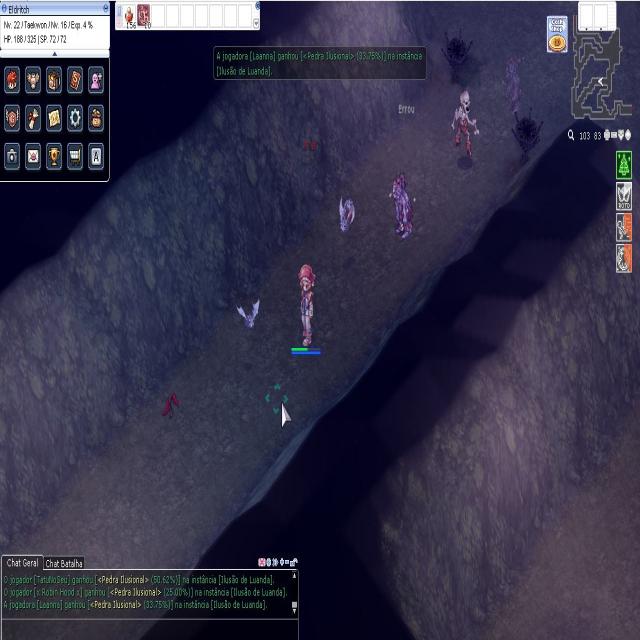 Eldritch
Nv. 22 / Taekwon / Nv. 16 / Exp. 4 %
HP. 188 / 325 | SP. 72 / 72
A jogadora [Laanna] ganhou [<Pedra Ilusional> (33.75%)] na instância
[Ilusão de Luanda].
Errou
103 83
Chat Geral Chat Batalha
O jogador [TatuNoSeu] ganhou [<Pedra Ilusional> (50.62%)] na instância [Ilusão de Luanda].
O jogador [x Robin Hood x] ganhou [<Pedra Ilusional> (25.00%)] na instância [Ilusão de Luanda].
A jogadora [Laanna] ganhou [<Pedra Ilusional> (33.75%)] na instância [Ilusão de Luanda].